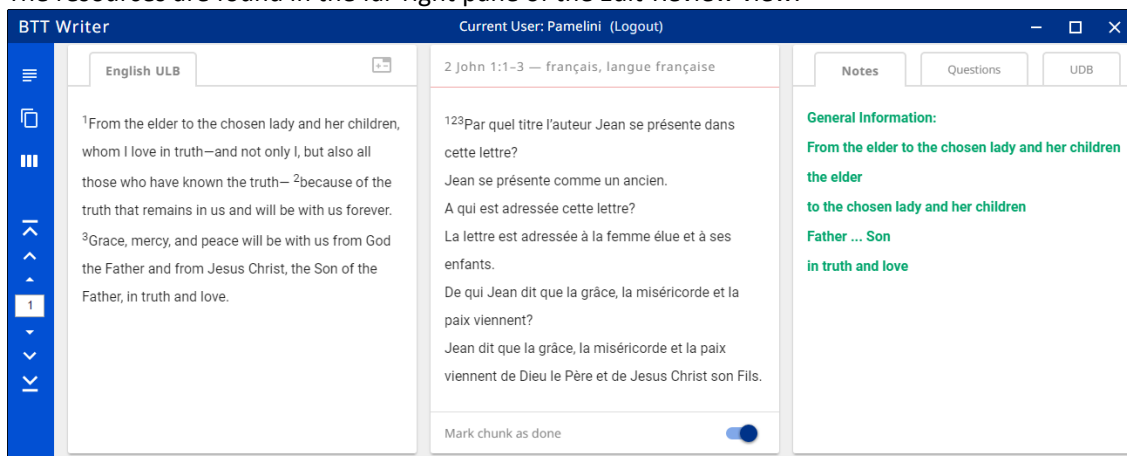 The resources are found in the far right pane of the Edit-Review view.
BTT Writer
Current User: Pamelini (Logout)
English ULB
1From the elder to the chosen lady and her children,
whom I love in truth—and not only I, but also all
those who have known the truth— 2because of the
truth that remains in us and will be with us forever.
3Grace, mercy, and peace will be with us from God
the Father and from Jesus Christ, the Son of the
Father, in truth and love.
1
2 John 1:1–3 — français, langue française
123Par quel titre l'auteur Jean se présente dans
cette lettre?
Jean se présente comme un ancien.
A qui est adressée cette lettre?
La lettre est adressée à la femme élue et à ses
enfants.
De qui Jean dit que la grâce, la miséricorde et la
paix viennent?
Jean dit que la grâce, la miséricorde et la paix
viennent de Dieu le Père et de Jesus Christ son Fils.
Mark chunk as done
Notes
Questions
UDB
General Information:
From the elder to the chosen lady and her children
the elder
to the chosen lady and her children
Father ... Son
in truth and love